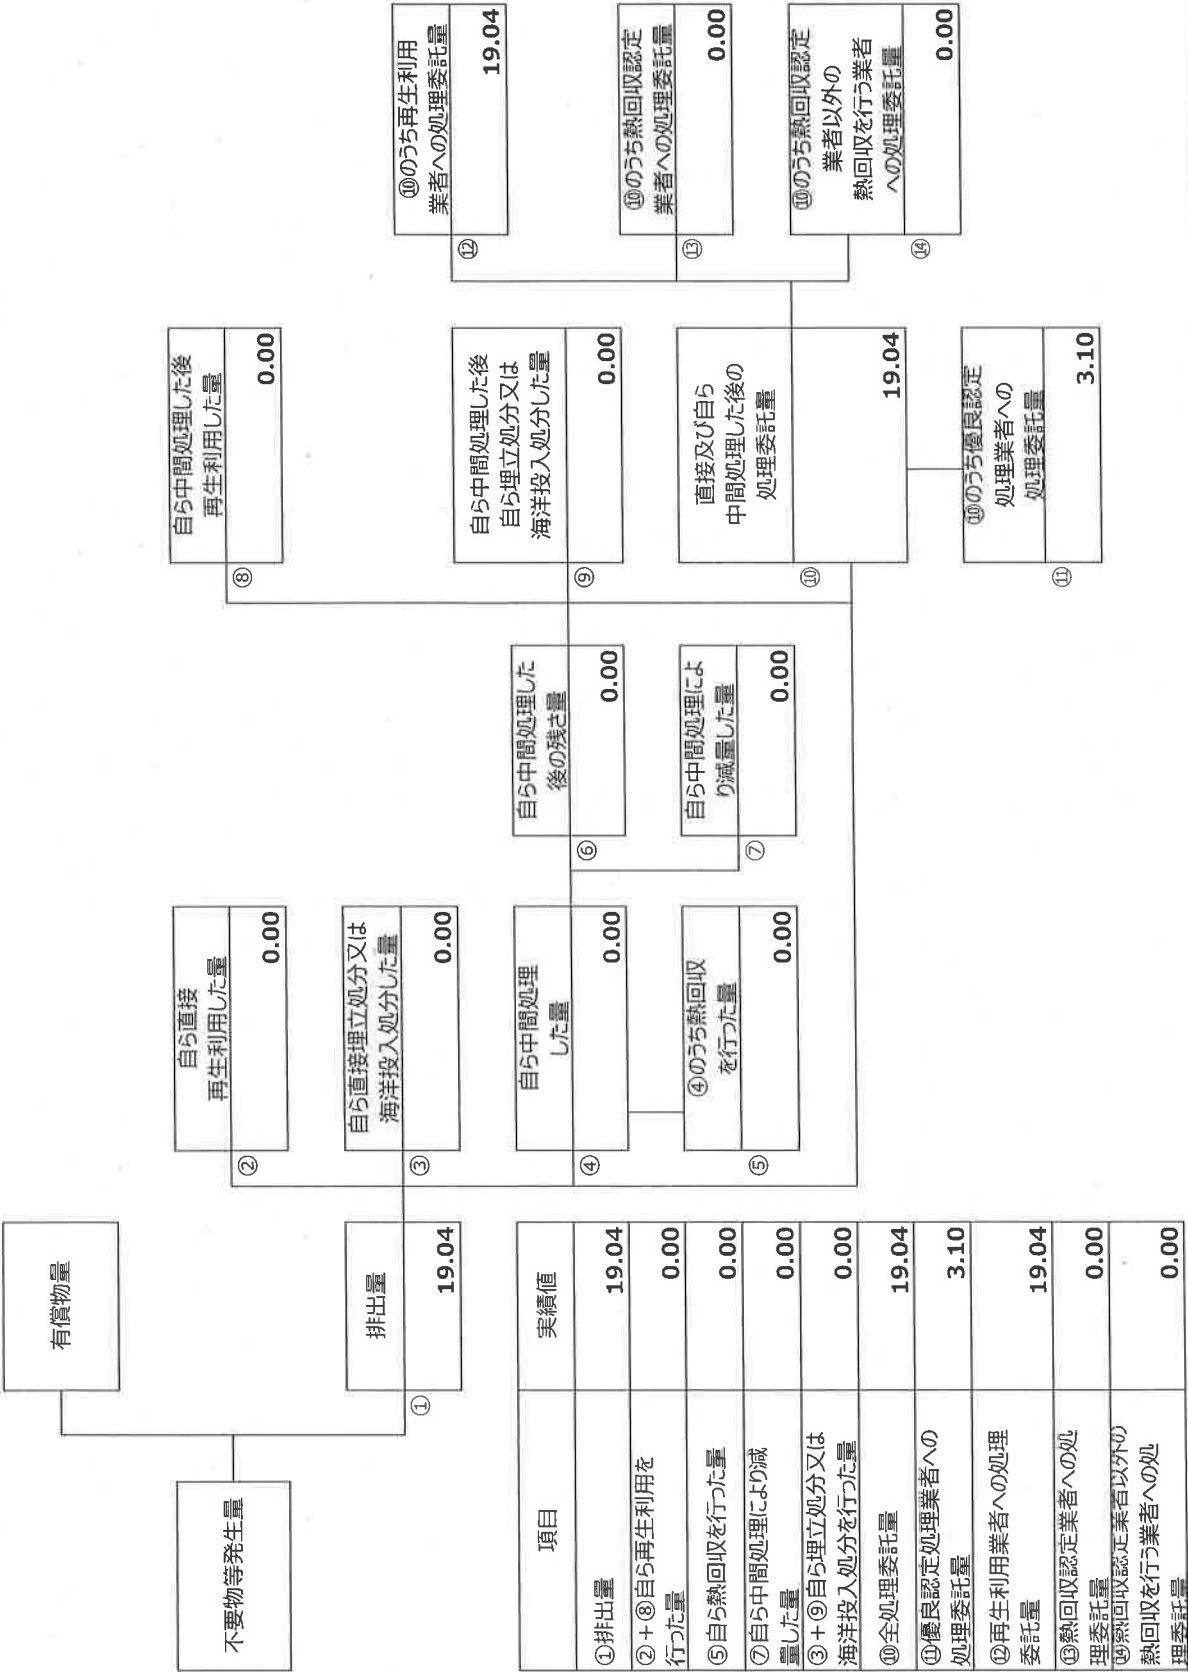 有償物量
不要物等発生量
排出量
①
19.04
自ら直接
再生利用した量
②
0.00
自ら直接埋立処分又は
海洋投入処分した量
③
0.00
自ら中間処理
した量
④
0.00
④のうち熱回収
を行った量
⑤
0.00
自ら中間処理した
後の残さ量
⑥
0.00
自ら中間処理によ
り減量した量
⑦
0.00
自ら中間処理した後
再生利用した量
⑧
0.00
自ら中間処理した後
自ら埋立処分又は
海洋投入処分した量
⑨
0.00
直接及び自ら
中間処理した後の
処理委託量
⑩
19.04
⑩のうち優良認定
処理業者への
処理委託量
⑪
3.10
⑩のうち再生利用
業者への処理委託量
⑫
19.04
⑩のうち熱回収認定
業者への処理委託量
⑬
0.00
⑩のうち熱回収認定
業者以外の
熱回収を行う業者
への処理委託量
⑭
0.00
項目
実績値
①排出量
19.04
②+⑧自ら再生利用を
行った量
0.00
⑤自ら熱回収を行った量
0.00
⑦自ら中間処理により減
量した量
0.00
③+⑨自ら埋立処分又は
海洋投入処分を行った量
0.00
⑩全処理委託量
19.04
⑪優良認定処理業者への
処理委託量
3.10
⑫再生利用業者への処理
委託量
19.04
⑬熱回収認定業者への処
理委託量
0.00
⑭熱回収認定業者以外の
熱回収を行う業者への処
理委託量
0.00